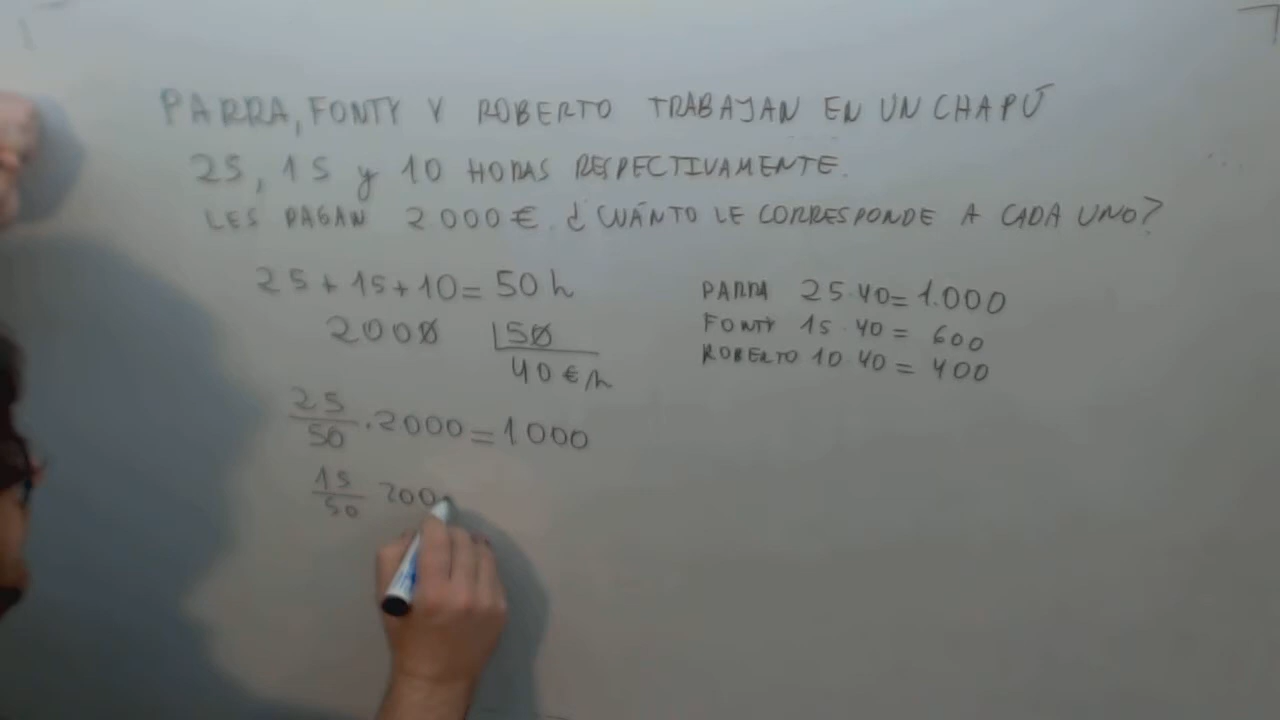 PARRA, FONTY Y ROBERTO TRABAJAN EN UN CHAPÚ
25, 15 y 10 HORAS RESPECTIVAMENTE.
LES PAGAN 2000€. ¿CUÁNTO LE CORRESPONDE A CADA UNO?
25+15+10=50h
2000 |50
40€/h
25/50 · 2000 = 1000
15/50 200
PARRA 25·40=1.000
FONTY 15·40= 600
ROBERTO 10·40= 400